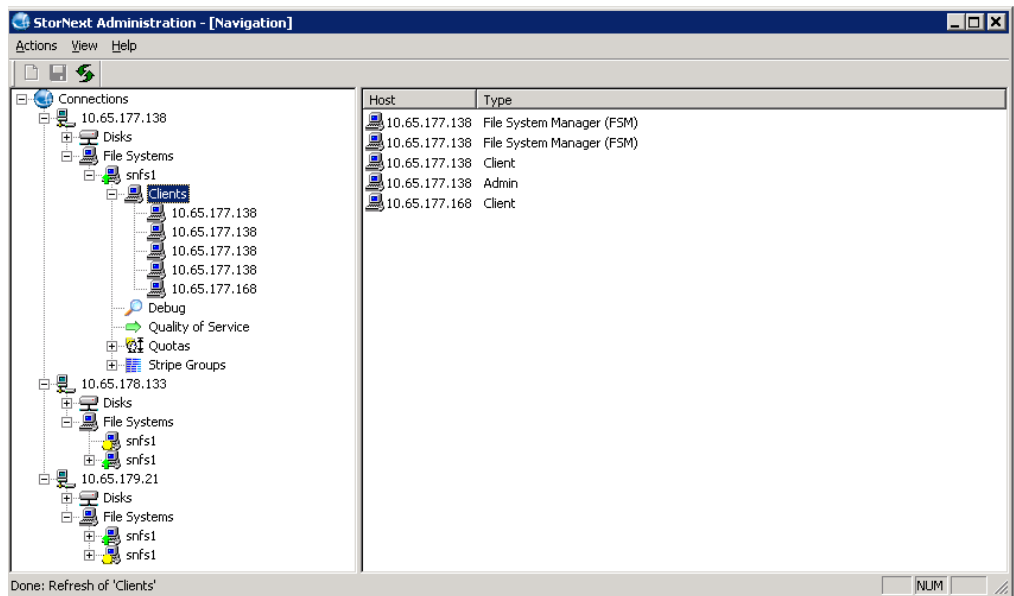 StorNext Administration - [Navigation]
Actions View Help
Connections
10.65.177.138
Disks
File Systems
snfs1
Clients
10.65.177.138
10.65.177.138
10.65.177.138
10.65.177.138
10.65.177.168
Debug
Quality of Service
Quotas
Stripe Groups
10.65.178.133
Disks
File Systems
snfs1
snfs1
10.65.179.21
Disks
File Systems
snfs1
snfs1
Host Type
10.65.177.138 File System Manager (FSM)
10.65.177.138 File System Manager (FSM)
10.65.177.138 Client
10.65.177.138 Admin
10.65.177.168 Client
Done: Refresh of 'Clients' NUM